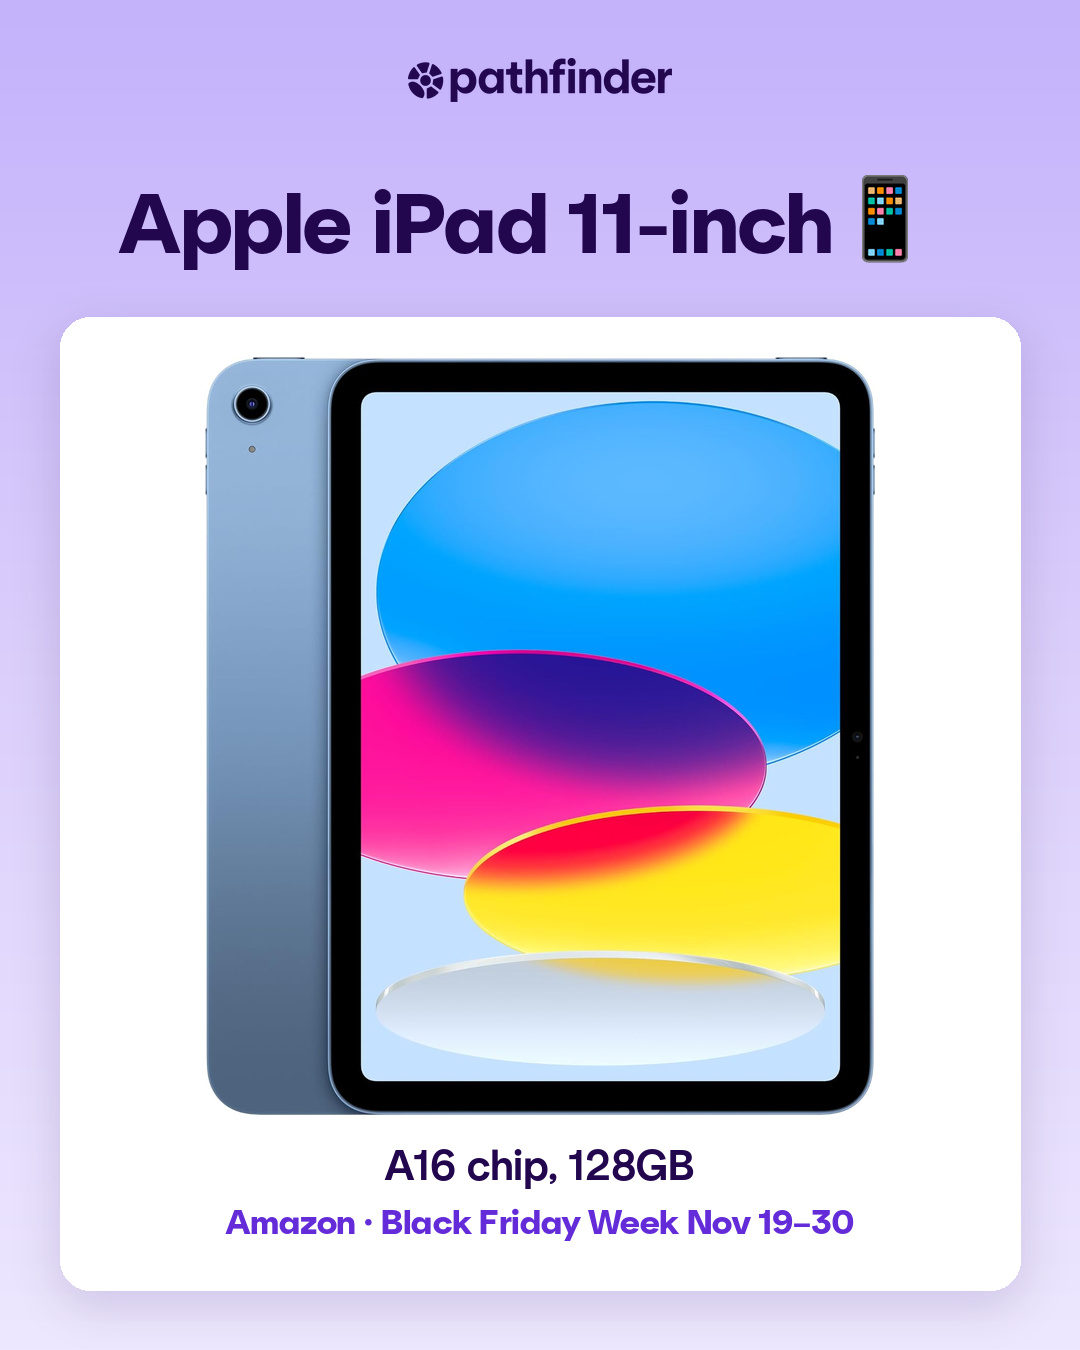 pathfinder
Apple iPad 11-inch📱
A16 chip, 128GB
Amazon · Black Friday Week Nov 19–30